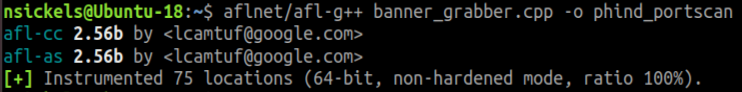 nsickels@Ubuntu-18:~$ aflnet/afl-g++ banner_grabber.cpp -o phind_portscan
afl-cc 2.56b by <lcamtuf@google.com>
afl-as 2.56b by <lcamtuf@google.com>
[+] Instrumented 75 locations (64-bit, non-hardened mode, ratio 100%).